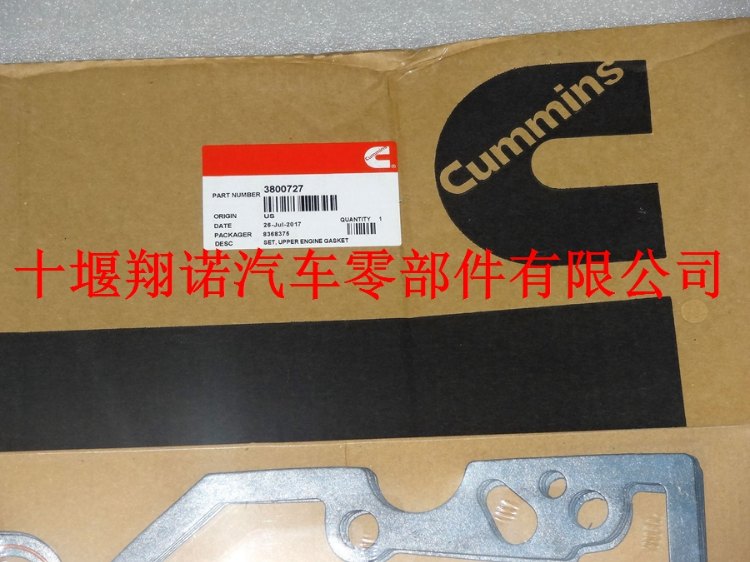 Cummins
Cummins
PART NUMBER 3800727
ORIGIN US
QUANTITY 1
DATE 26-Jul-2017
PACKAGER 8368376
DESC SET, UPPER ENGINE GASKET
十堰翔诺汽车零部件有限公司